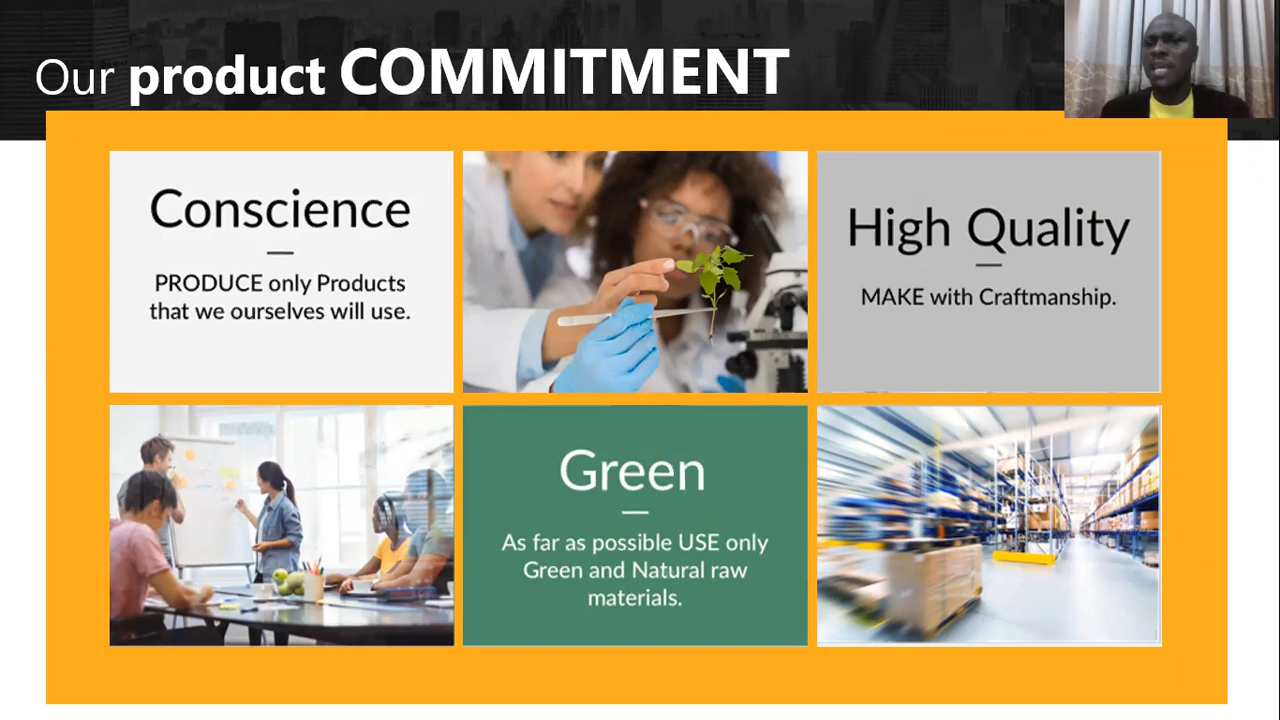 Our product COMMITMENT
Conscience
PRODUCE only Products
that we ourselves will use.
High Quality
MAKE with Craftmanship.
Green
As far as possible USE only
Green and Natural raw
materials.